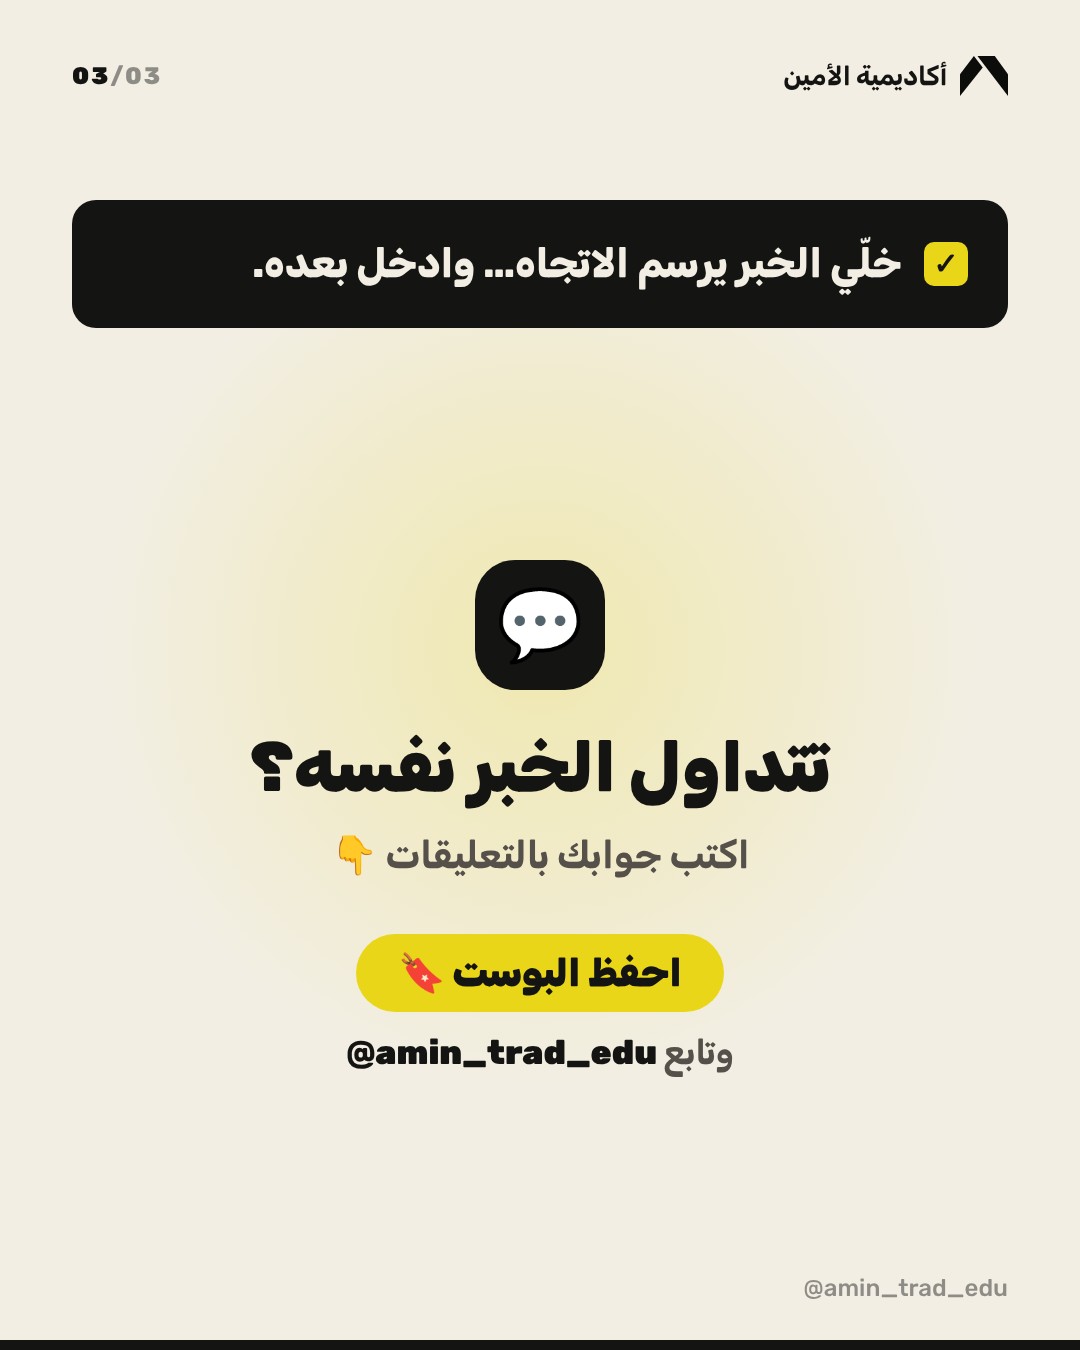 أكاديمية الأمين
03/03
✓ خلّي الخبر يرسم الاتجاه... وادخل بعده.
تتداول الخبر نفسه؟
اكتب جوابك بالتعليقات 👇
احفظ البوست 🔖
وتابع @amin_trad_edu
@amin_trad_edu